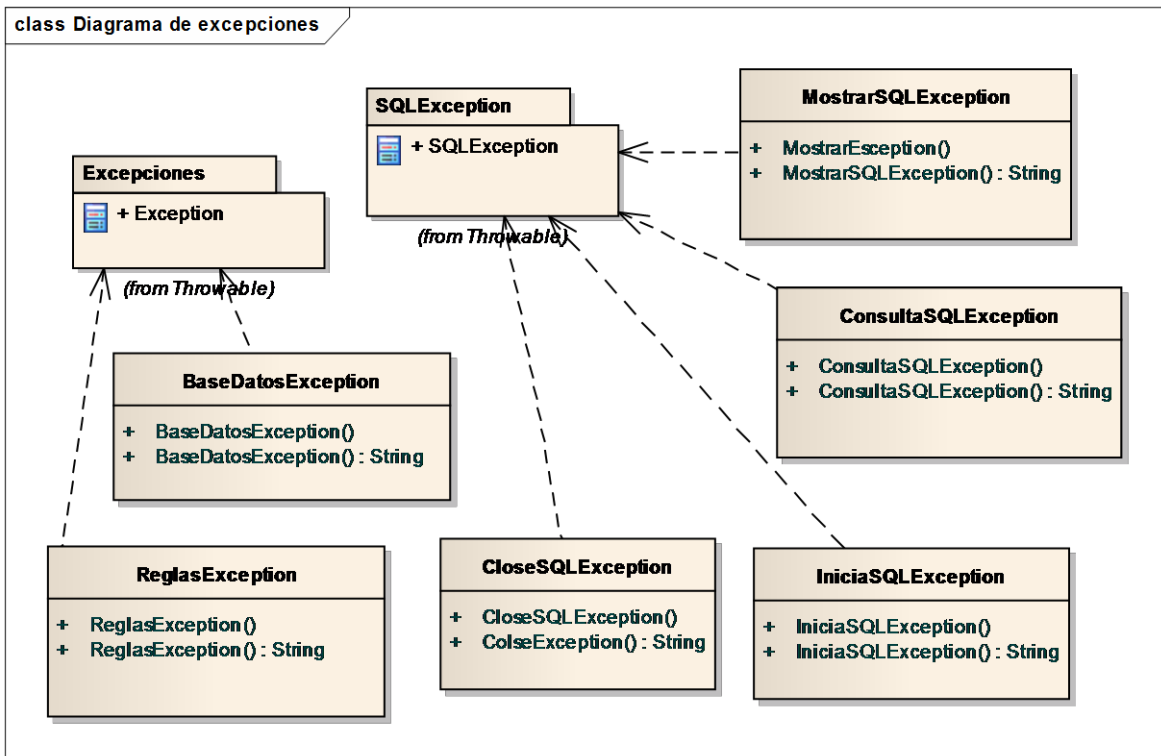 class Diagrama de excepciones
SQLException
+ SQLException
(from Throwable)
MostrarSQLException
+ MostrarEsception()
+ MostrarSQLException() : String
Excepciones
+ Exception
(from Throwable)
ConsultaSQLException
+ ConsultaSQLException()
+ ConsultaSQLException() : String
BaseDatosException
+ BaseDatosException()
+ BaseDatosException() : String
ReglasException
+ ReglasException()
+ ReglasException() : String
CloseSQLException
+ CloseSQLException()
+ ColseException() : String
IniciaSQLException
+ IniciaSQLException()
+ IniciaSQLException() : String